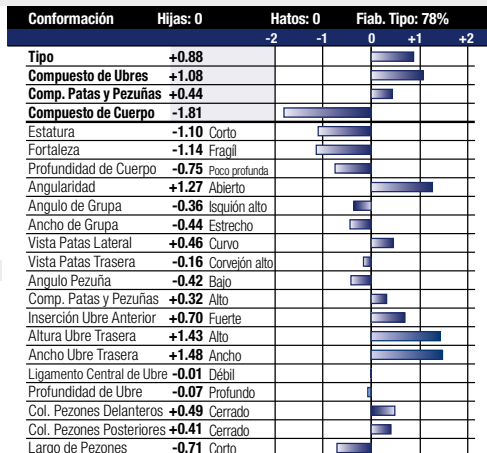 Conformación Hijas: 0 Hatos: 0 Fiab. Tipo: 78%
-2 -1 0 +1 +2
Tipo +0.88
Compuesto de Ubres +1.08
Comp. Patas y Pezuñas +0.44
Compuesto de Cuerpo -1.81
Estatura -1.10 Corto
Fortaleza -1.14 Fragíl
Profundidad de Cuerpo -0.75 Poco profunda
Angularidad +1.27 Abierto
Angulo de Grupa -0.36 Isquión alto
Ancho de Grupa -0.44 Estrecho
Vista Patas Lateral +0.46 Curvo
Vista Patas Trasera -0.16 Corvejón alto
Angulo Pezuña -0.42 Bajo
Comp. Patas y Pezuñas +0.32 Alto
Inserción Ubre Anterior +0.70 Fuerte
Altura Ubre Trasera +1.43 Alto
Ancho Ubre Trasera +1.48 Ancho
Ligamento Central de Ubre -0.01 Débil
Profundidad de Ubre -0.07 Profundo
Col. Pezones Delanteros +0.49 Cerrado
Col. Pezones Posteriores +0.41 Cerrado
Largo de Pezones -0.71 Corto